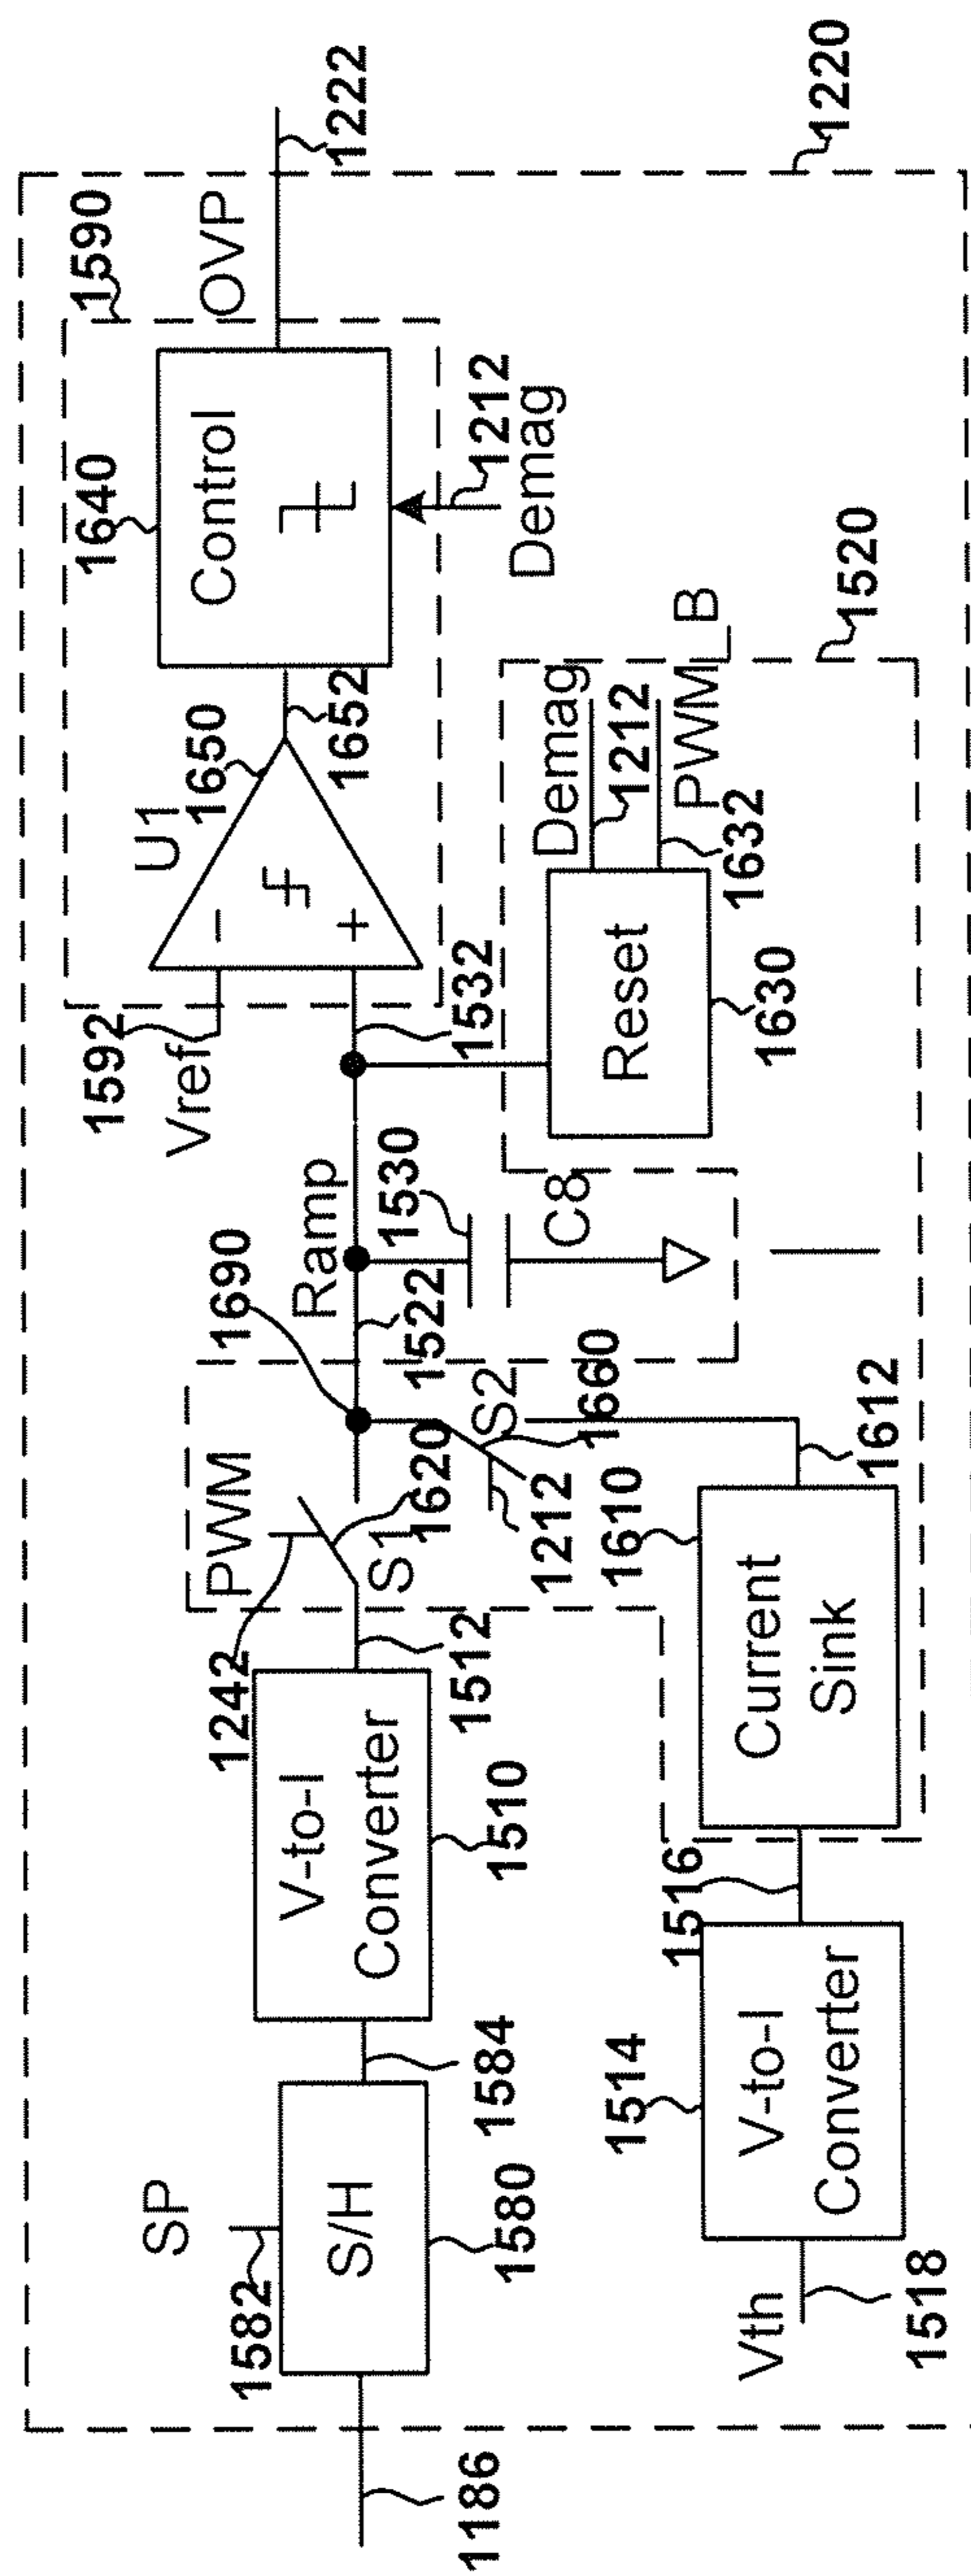 1186
1582
SP
S/H
1580
1584
V-to-I
Converter
1510
1512
1242
PWM
S1
1620
1690
1522
Ramp
1530
C8
1532
1592
Vref
U1
1650
-
+
1652
1640
Control
1590
OVP
1222
1212
Demag
1220
Vth
1518
1514
V-to-I
Converter
1516
Current
Sink
1610
1612
1212
S2
1660
Reset
1630
Demag
1212
PWM_B
1632
1520